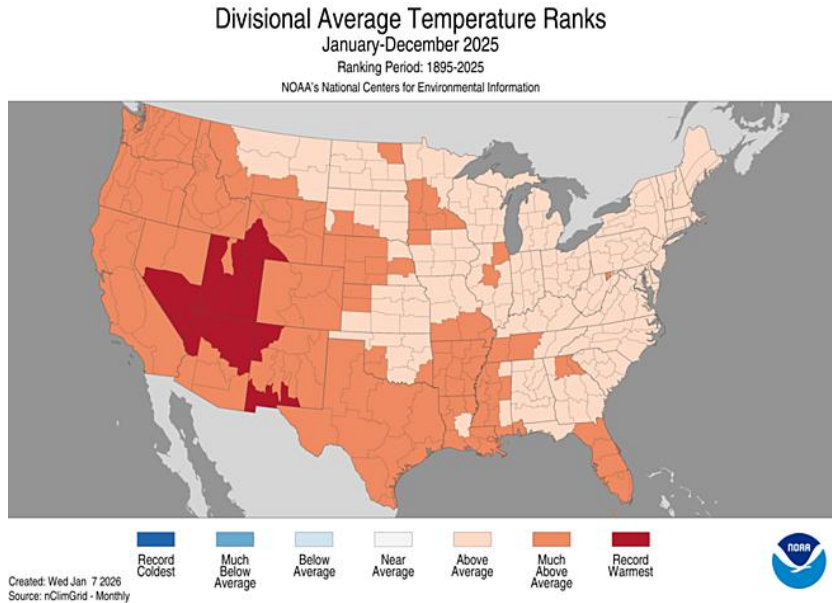 Divisional Average Temperature Ranks
January-December 2025
Ranking Period: 1895-2025
NOAA's National Centers for Environmental Information
Record
Coldest
Much
Below
Average
Below
Average
Near
Average
Above
Average
Much
Above
Average
Record
Warmest
NOAA
Created: Wed Jan 7 2026
Source: nClimGrid - Monthly